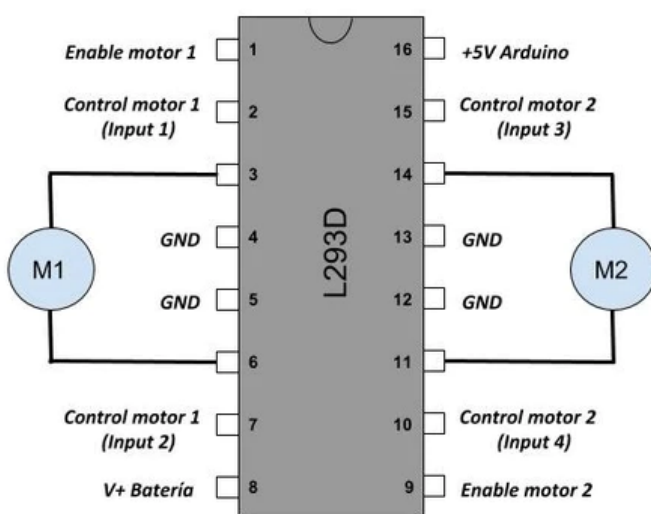 Enable motor 1
1
16
+5V Arduino
Control motor 1
(Input 1)
2
15
Control motor 2
(Input 3)
3
14
M1
GND
4
L293D
13
GND
M2
GND
5
12
GND
6
11
Control motor 1
(Input 2)
7
10
Control motor 2
(Input 4)
V+ Batería
8
9
Enable motor 2